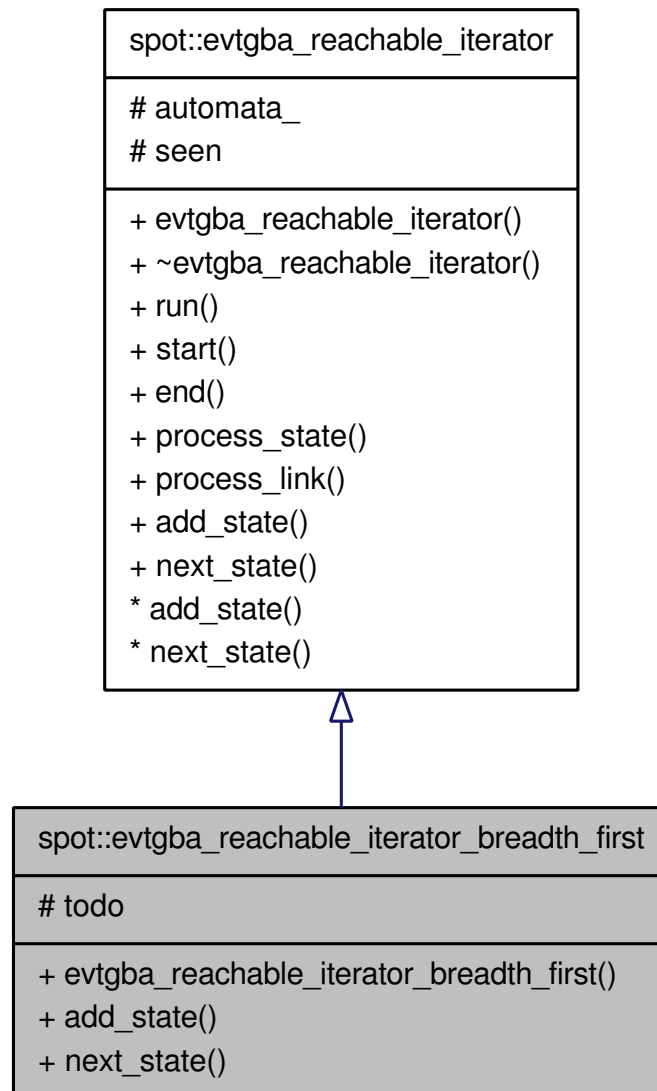 spot::evtgba_reachable_iterator
# automata_
# seen
+ evtgba_reachable_iterator()
+ ~evtgba_reachable_iterator()
+ run()
+ start()
+ end()
+ process_state()
+ process_link()
+ add_state()
+ next_state()
* add_state()
* next_state()
spot::evtgba_reachable_iterator_breadth_first
# todo
+ evtgba_reachable_iterator_breadth_first()
+ add_state()
+ next_state()